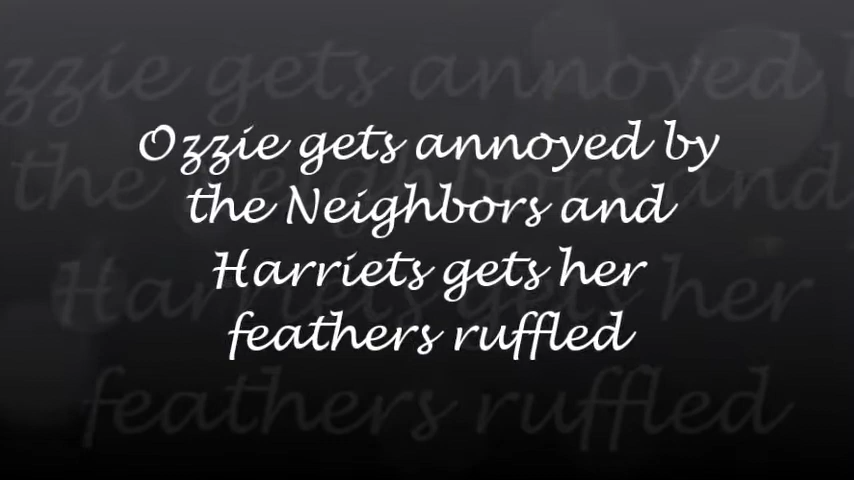 Ozzie gets annoyed by
the Neighbors and
Harriets gets her
feathers ruffled